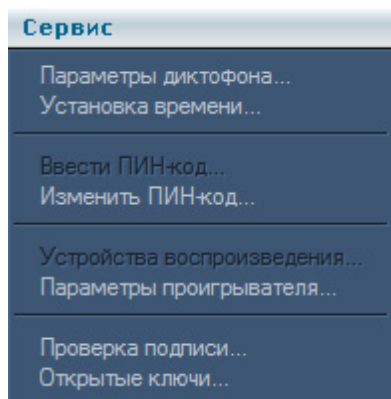 Сервис
Параметры диктофона...
Установка времени...
Ввести ПИН-код...
Изменить ПИН-код...
Устройства воспроизведения...
Параметры проигрывателя...
Проверка подписи...
Открытые ключи...